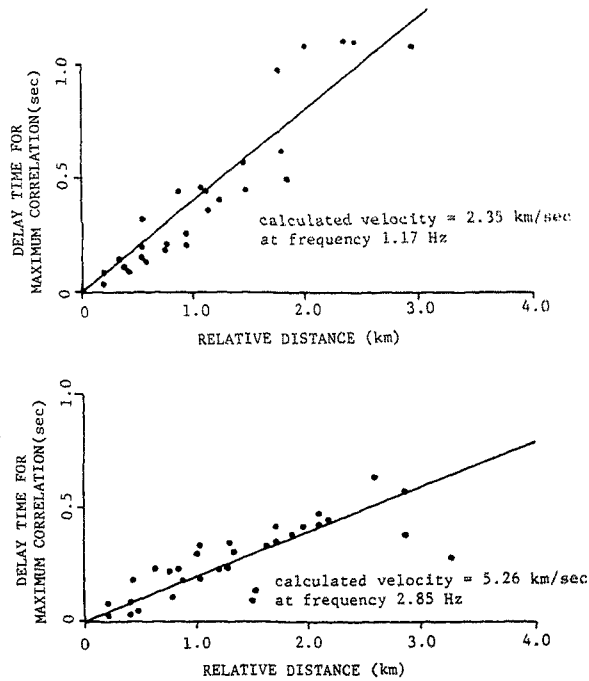 DELAY TIME FOR
MAXIMUM CORRELATION(sec)
1.0
0.5
0
calculated velocity = 2.35 km/sec
at frequency 1.17 Hz
0 1.0 2.0 3.0 4.0
RELATIVE DISTANCE (km)
DELAY TIME FOR
MAXIMUM CORRELATION(sec)
1.0
0.5
0
calculated velocity = 5.26 km/sec
at frequency 2.85 Hz
0 1.0 2.0 3.0 4.0
RELATIVE DISTANCE (km)